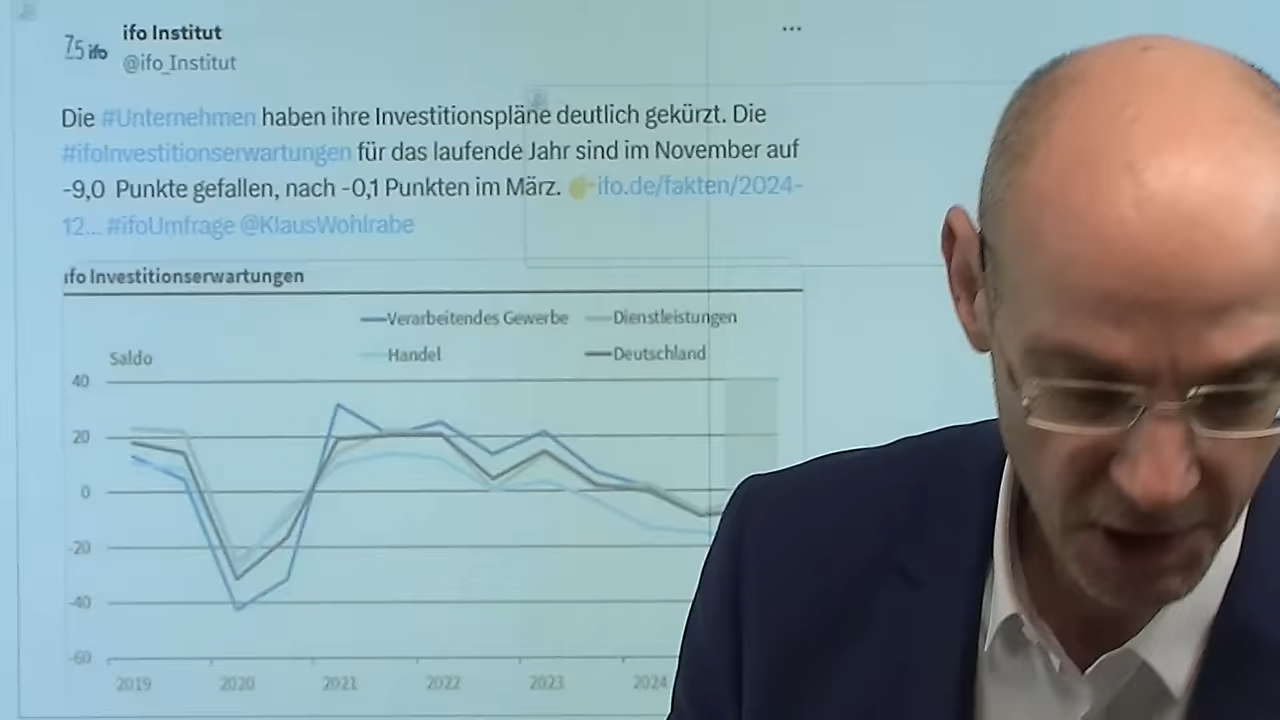 ifo Institut
75 ifo
@ifo_Institut
Die #Unternehmen haben ihre Investitionspläne deutlich gekürzt. Die
#ifoInvestitionserwartungen für das laufende Jahr sind im November auf
-9,0 Punkte gefallen, nach -0,1 Punkten im März. 👉ifo.de/fakten/2024-
12... #ifoUmfrage @KlausWohlrabe
ifo Investitionserwartungen
Verarbeitendes Gewerbe Dienstleistungen
Saldo Handel Deutschland
40
20
0
-20
-40
-60
2019 2020 2021 2022 2023 2024